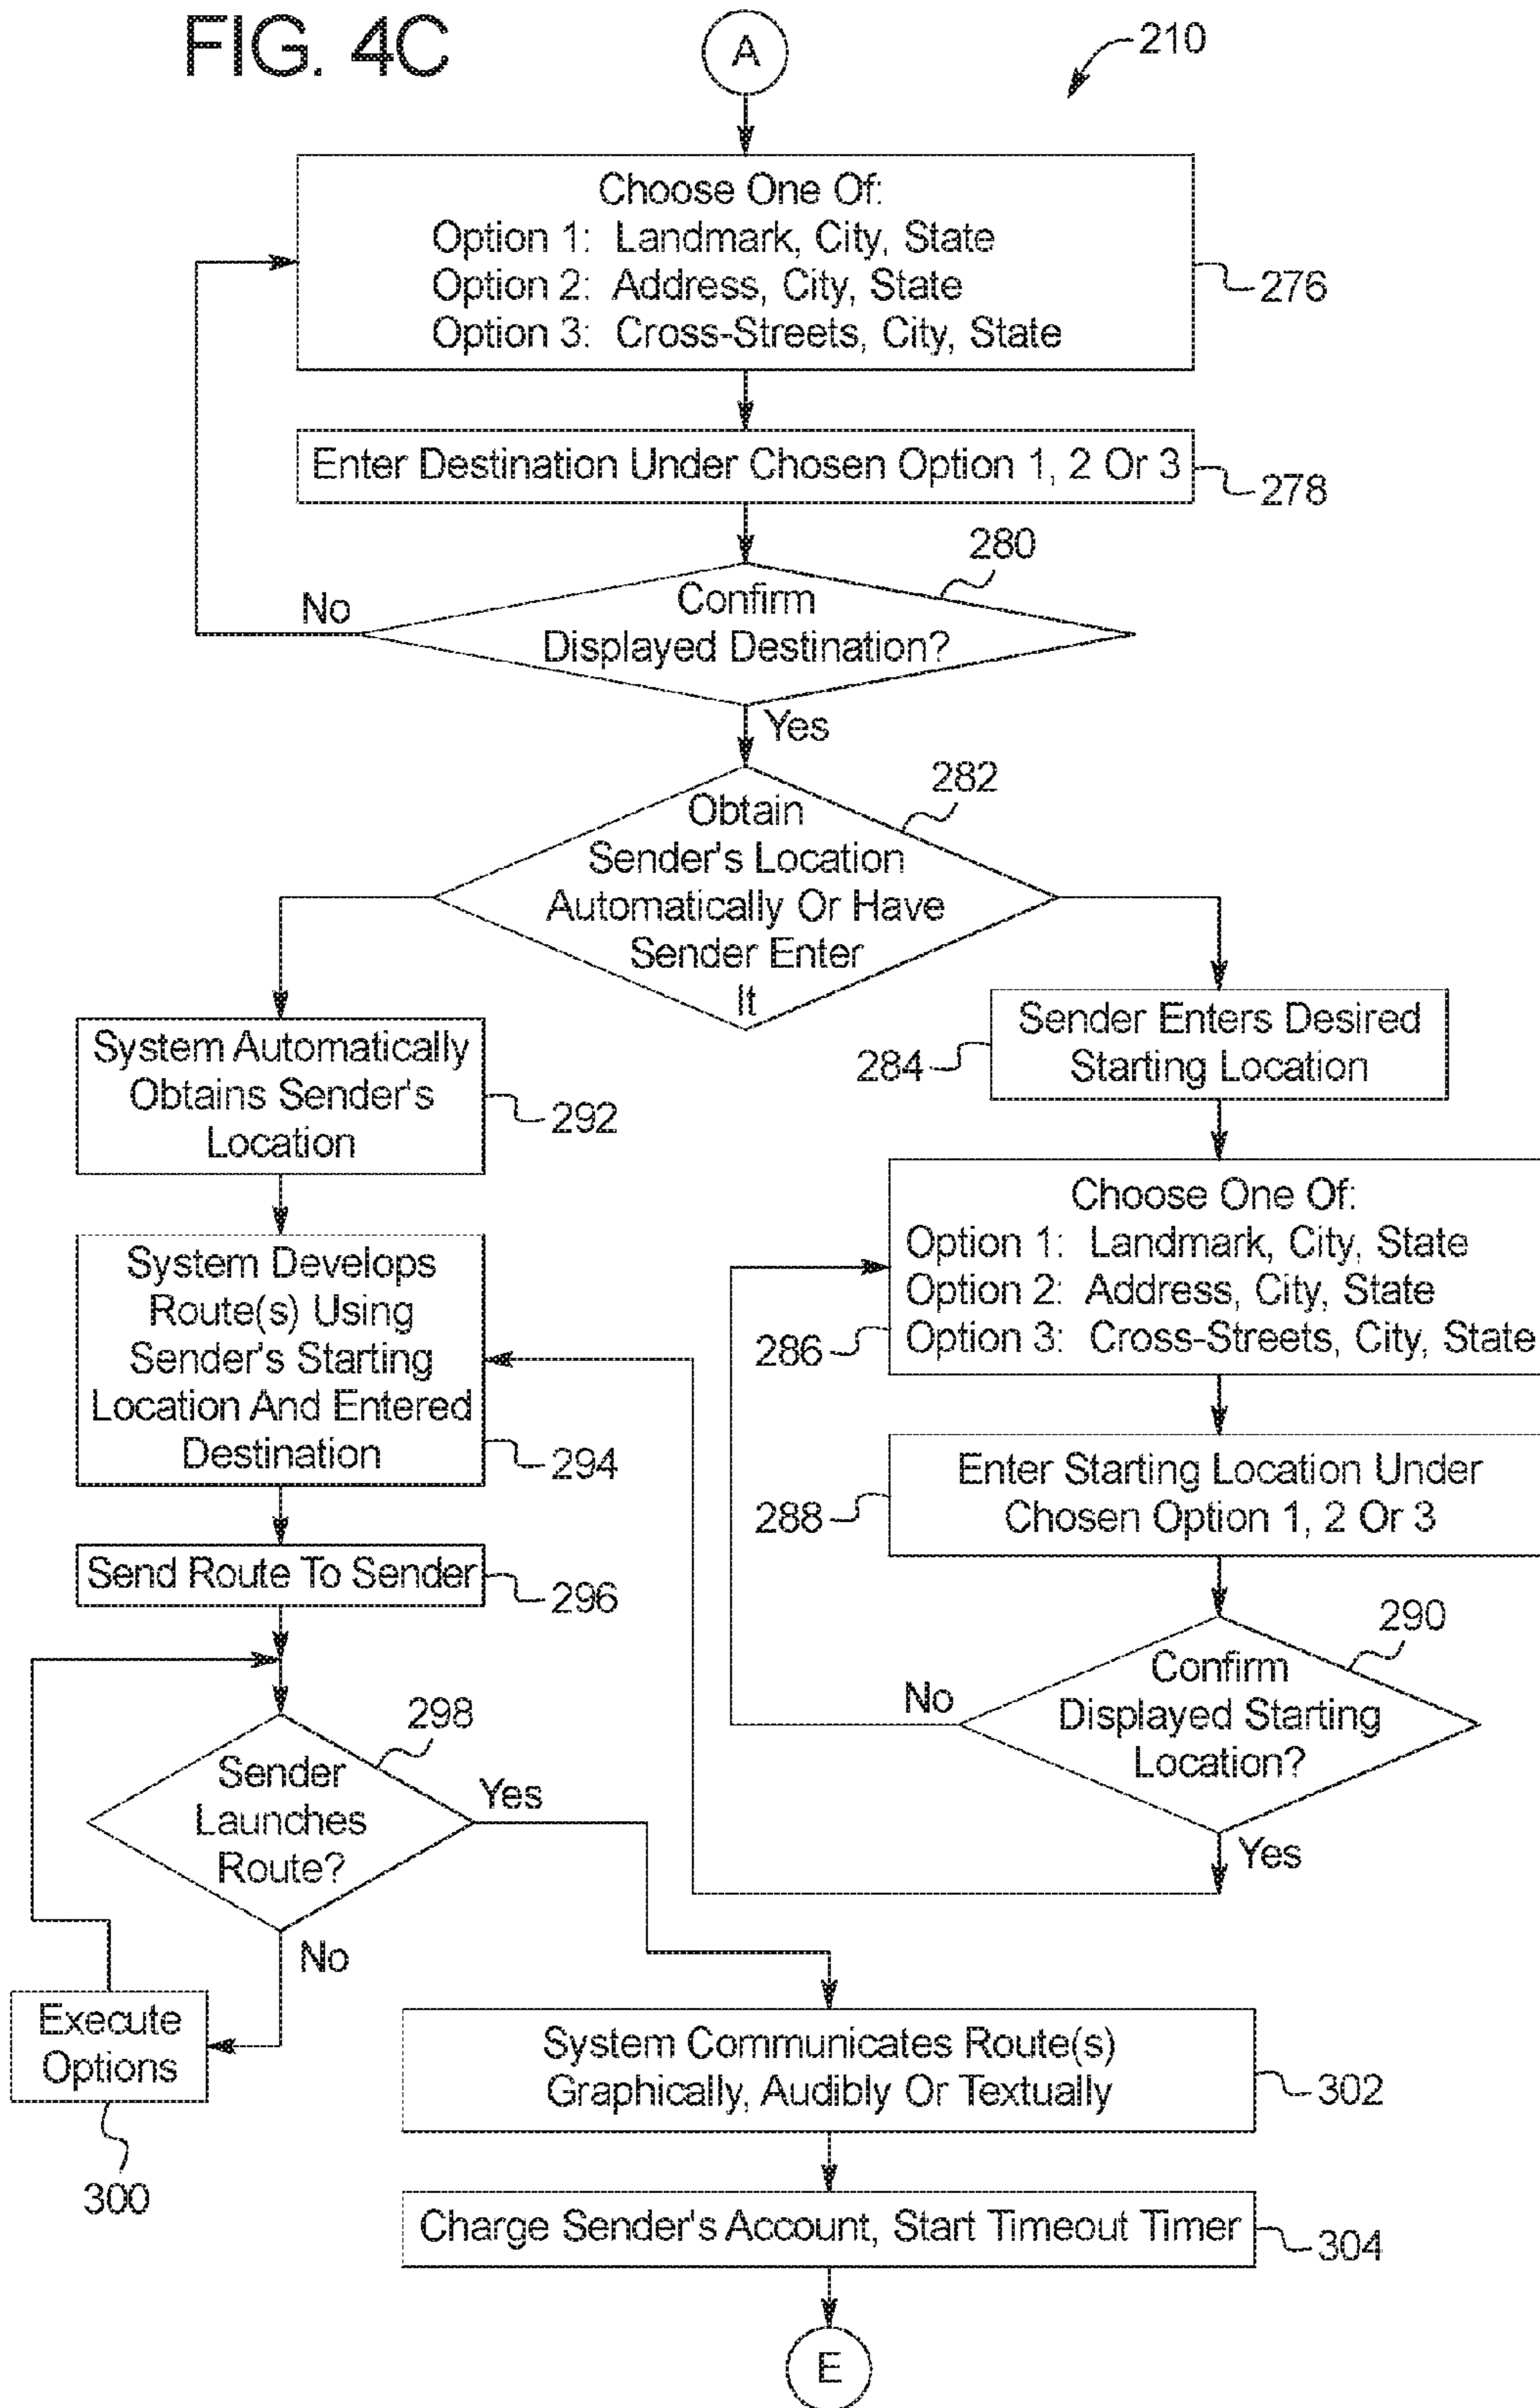 FIG. 4C
A
210
Choose One Of:
Option 1: Landmark, City, State
Option 2: Address, City, State
Option 3: Cross-Streets, City, State
276
Enter Destination Under Chosen Option 1, 2 Or 3
278
280
Confirm
Displayed Destination?
No
Yes
282
Obtain
Sender's Location
Automatically Or Have
Sender Enter
It
System Automatically
Obtains Sender's
Location
292
284
Sender Enters Desired
Starting Location
System Develops
Route(s) Using
Sender's Starting
Location And Entered
Destination
294
Choose One Of:
Option 1: Landmark, City, State
Option 2: Address, City, State
Option 3: Cross-Streets, City, State
286
Enter Starting Location Under
Chosen Option 1, 2 Or 3
288
Send Route To Sender
296
290
Confirm
Displayed Starting
Location?
No
Yes
298
Sender
Launches
Route?
Yes
No
Execute
Options
300
System Communicates Route(s)
Graphically, Audibly Or Textually
302
Charge Sender's Account, Start Timeout Timer
304
E